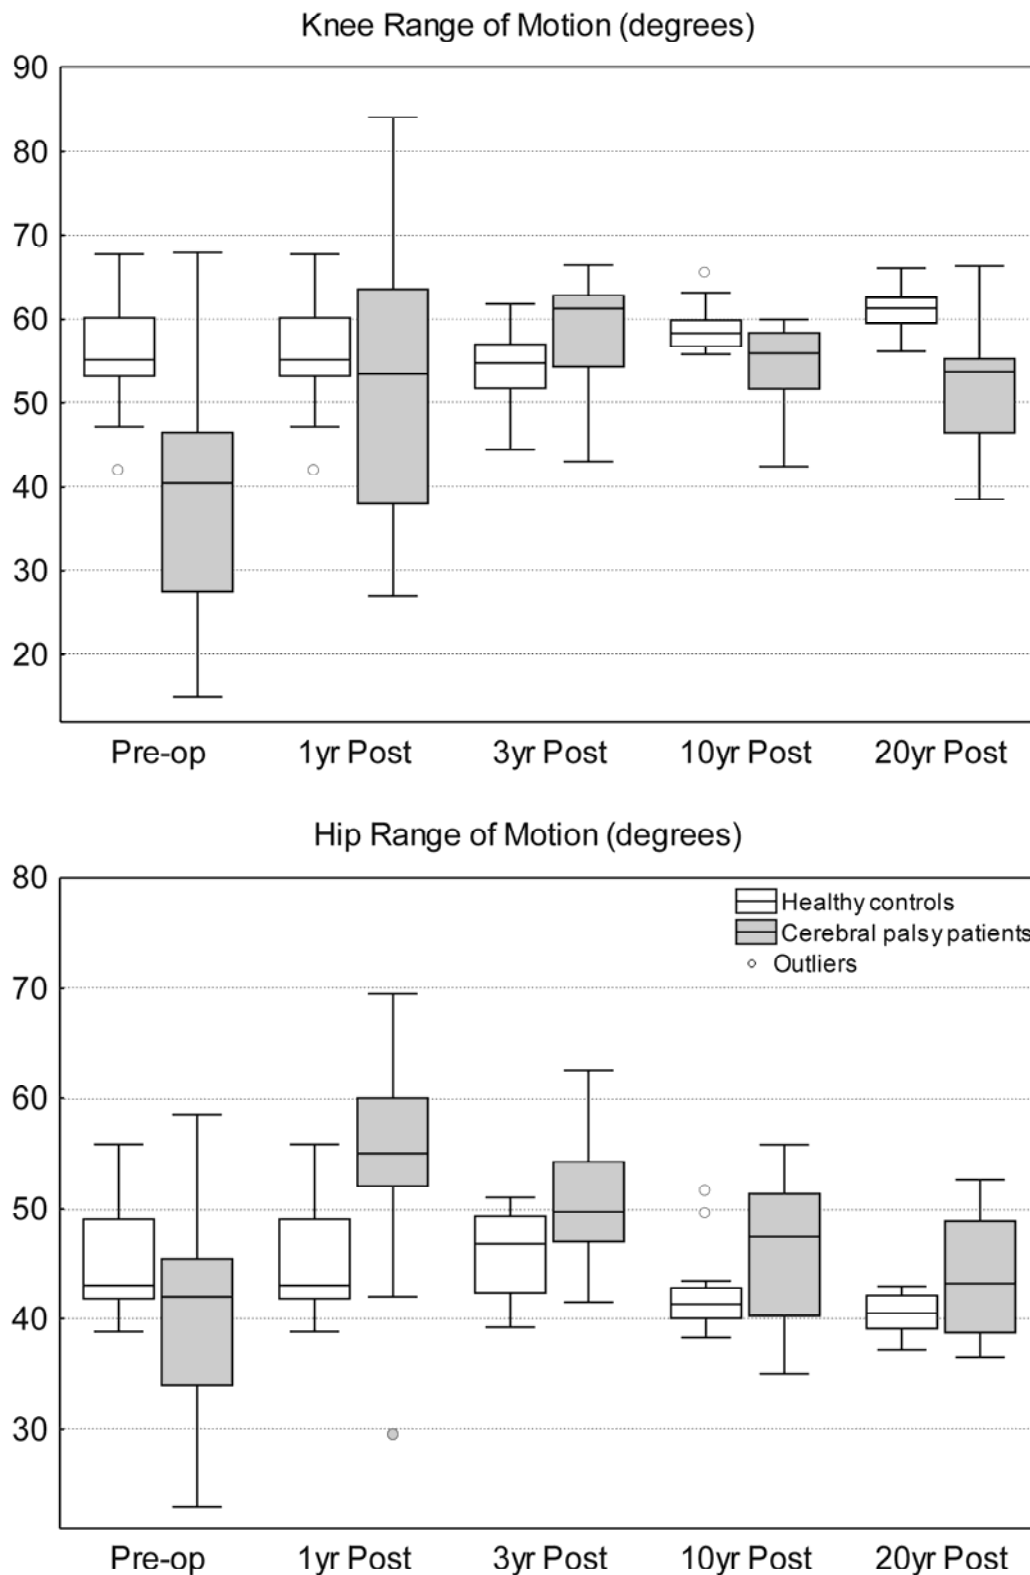 Knee Range of Motion (degrees)
90
80
70
60
50
40
30
20
Pre-op 1yr Post 3yr Post 10yr Post 20yr Post
Hip Range of Motion (degrees)
80
Healthy controls
Cerebral palsy patients
Outliers
70
60
50
40
30
Pre-op 1yr Post 3yr Post 10yr Post 20yr Post